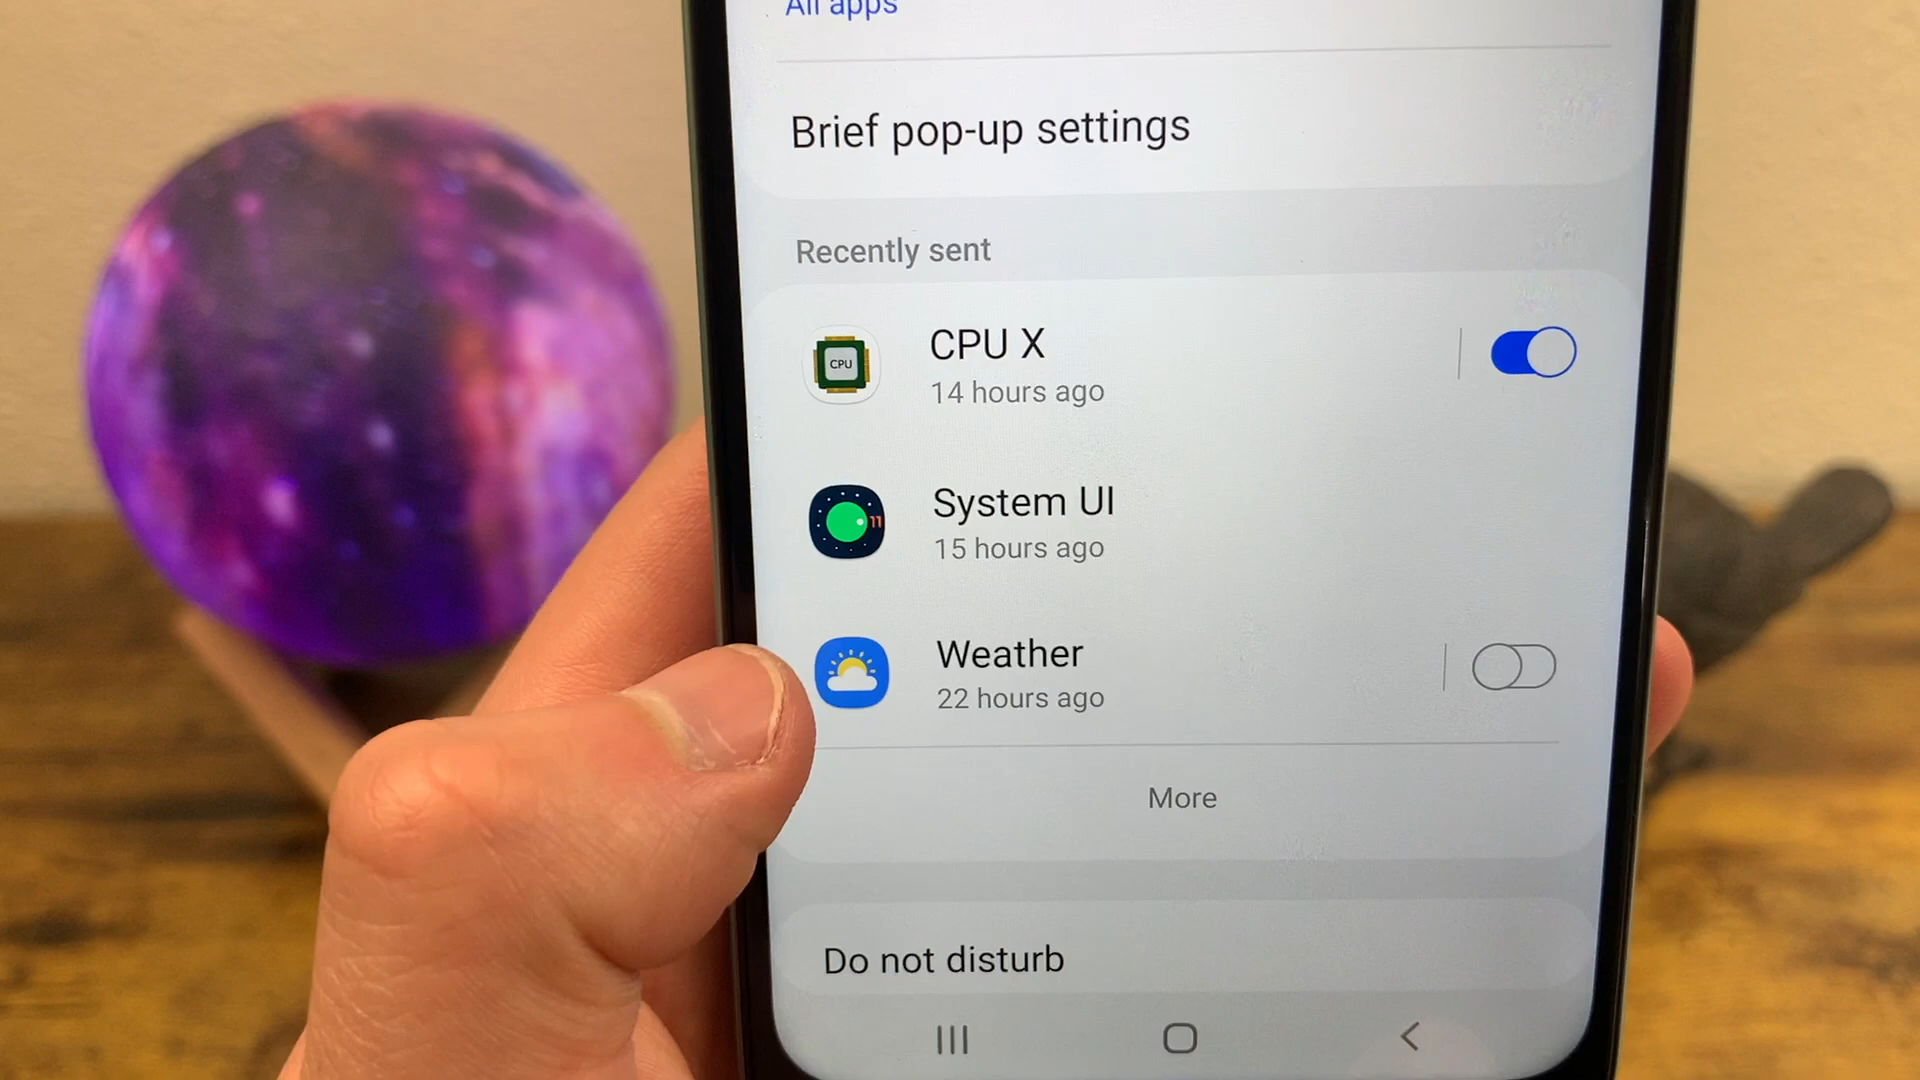 All apps
Brief pop-up settings
Recently sent
CPU
CPU X
14 hours ago
11
System UI
15 hours ago
Weather
22 hours ago
More
Do not disturb